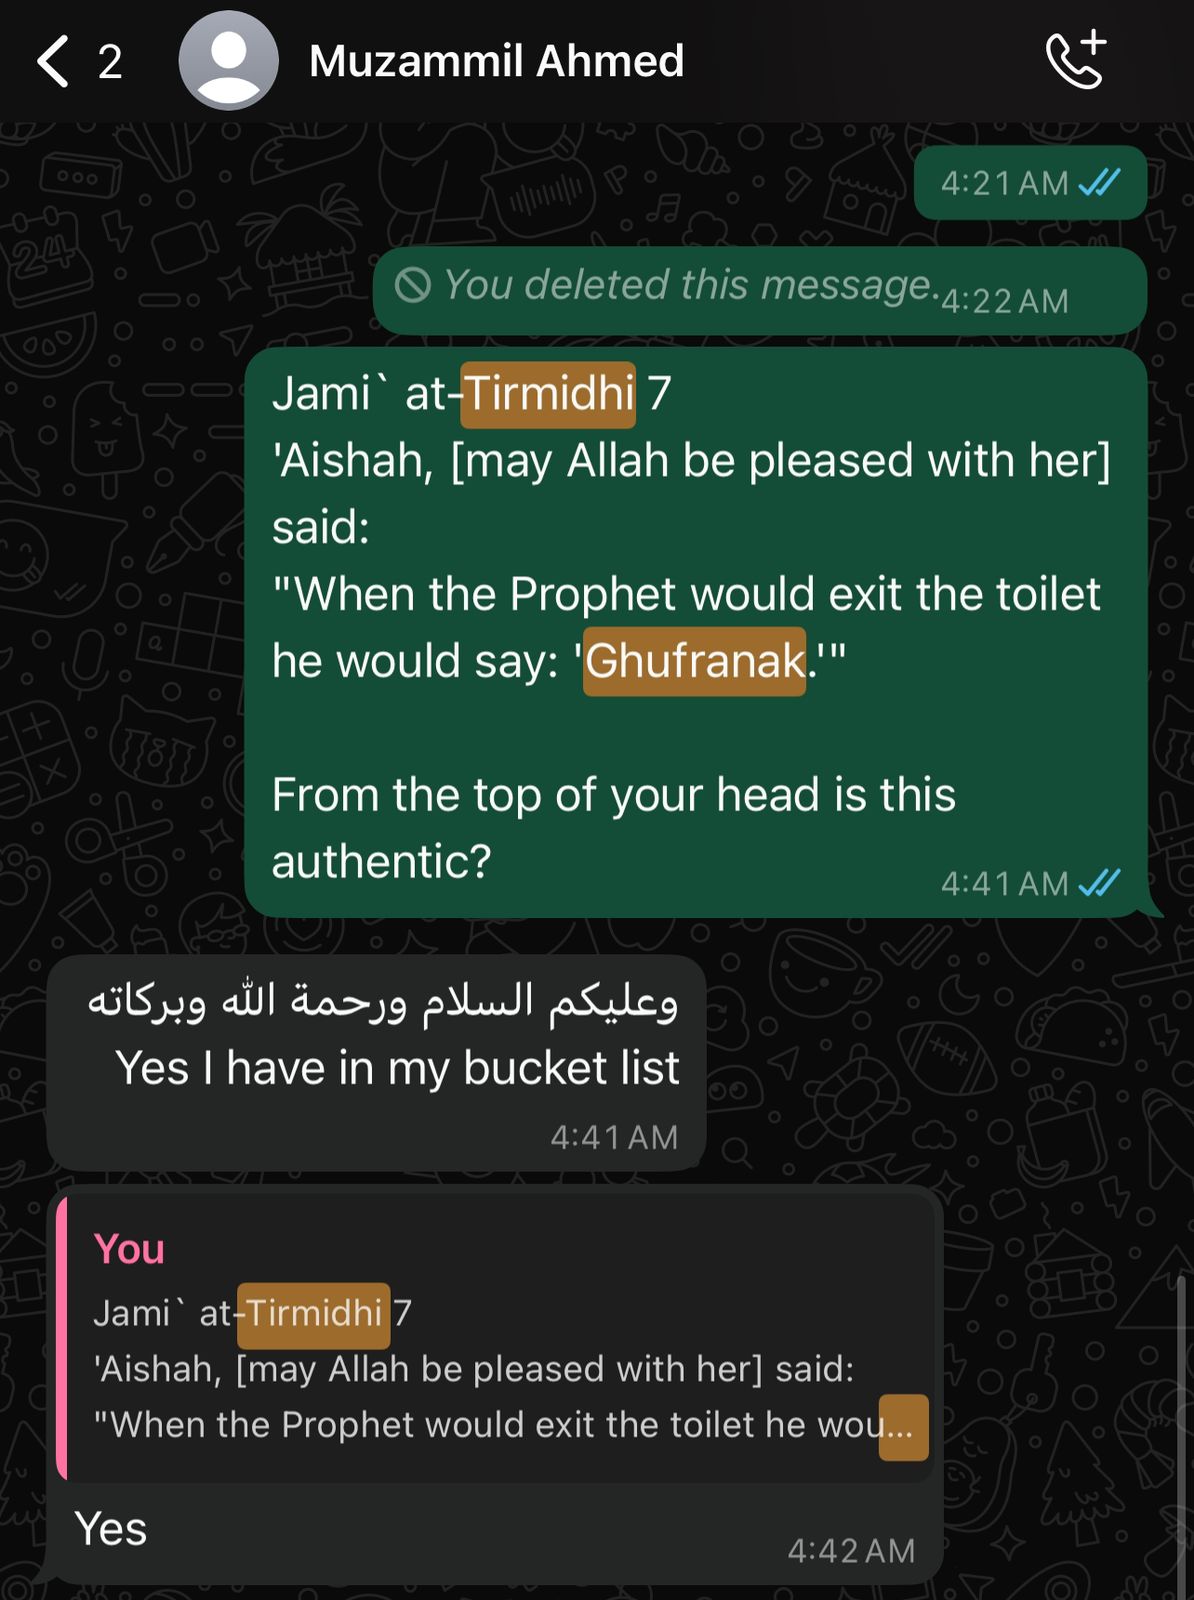 2
Muzammil Ahmed
4:21 AM
You deleted this message.
4:22 AM
Jami` at-Tirmidhi 7
'Aishah, [may Allah be pleased with her]
said:
"When the Prophet would exit the toilet
he would say: 'Ghufranak.'"
From the top of your head is this
authentic?
4:41 AM
وعليكم السلام ورحمة الله وبركاته
Yes I have in my bucket list
4:41 AM
You
Jami` at-Tirmidhi 7
'Aishah, [may Allah be pleased with her] said:
"When the Prophet would exit the toilet he wou...
Yes
4:42 AM